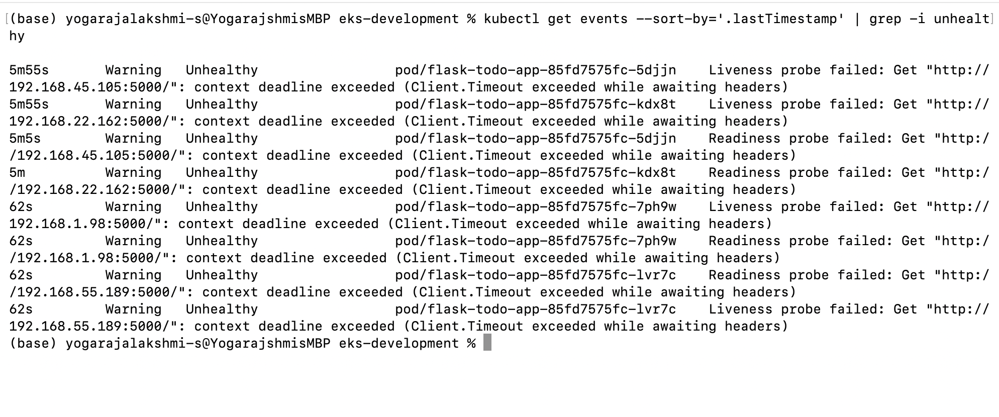 [(base) yogarajalakshmi-s@YogarajshmisMBP eks-development % kubectl get events --sort-by='.lastTimestamp' | grep -i unhealt]
hy
5m55s Warning Unhealthy pod/flask-todo-app-85fd7575fc-5djjn Liveness probe failed: Get "http://
192.168.45.105:5000/": context deadline exceeded (Client.Timeout exceeded while awaiting headers)
5m55s Warning Unhealthy pod/flask-todo-app-85fd7575fc-kdx8t Liveness probe failed: Get "http://
192.168.22.162:5000/": context deadline exceeded (Client.Timeout exceeded while awaiting headers)
5m5s Warning Unhealthy pod/flask-todo-app-85fd7575fc-5djjn Readiness probe failed: Get "http:/
/192.168.45.105:5000/": context deadline exceeded (Client.Timeout exceeded while awaiting headers)
5m Warning Unhealthy pod/flask-todo-app-85fd7575fc-kdx8t Readiness probe failed: Get "http:/
/192.168.22.162:5000/": context deadline exceeded (Client.Timeout exceeded while awaiting headers)
62s Warning Unhealthy pod/flask-todo-app-85fd7575fc-7ph9w Liveness probe failed: Get "http://
192.168.1.98:5000/": context deadline exceeded (Client.Timeout exceeded while awaiting headers)
62s Warning Unhealthy pod/flask-todo-app-85fd7575fc-7ph9w Readiness probe failed: Get "http:/
/192.168.1.98:5000/": context deadline exceeded (Client.Timeout exceeded while awaiting headers)
62s Warning Unhealthy pod/flask-todo-app-85fd7575fc-lvr7c Readiness probe failed: Get "http:/
/192.168.55.189:5000/": context deadline exceeded (Client.Timeout exceeded while awaiting headers)
62s Warning Unhealthy pod/flask-todo-app-85fd7575fc-lvr7c Liveness probe failed: Get "http://
192.168.55.189:5000/": context deadline exceeded (Client.Timeout exceeded while awaiting headers)
(base) yogarajalakshmi-s@YogarajshmisMBP eks-development %